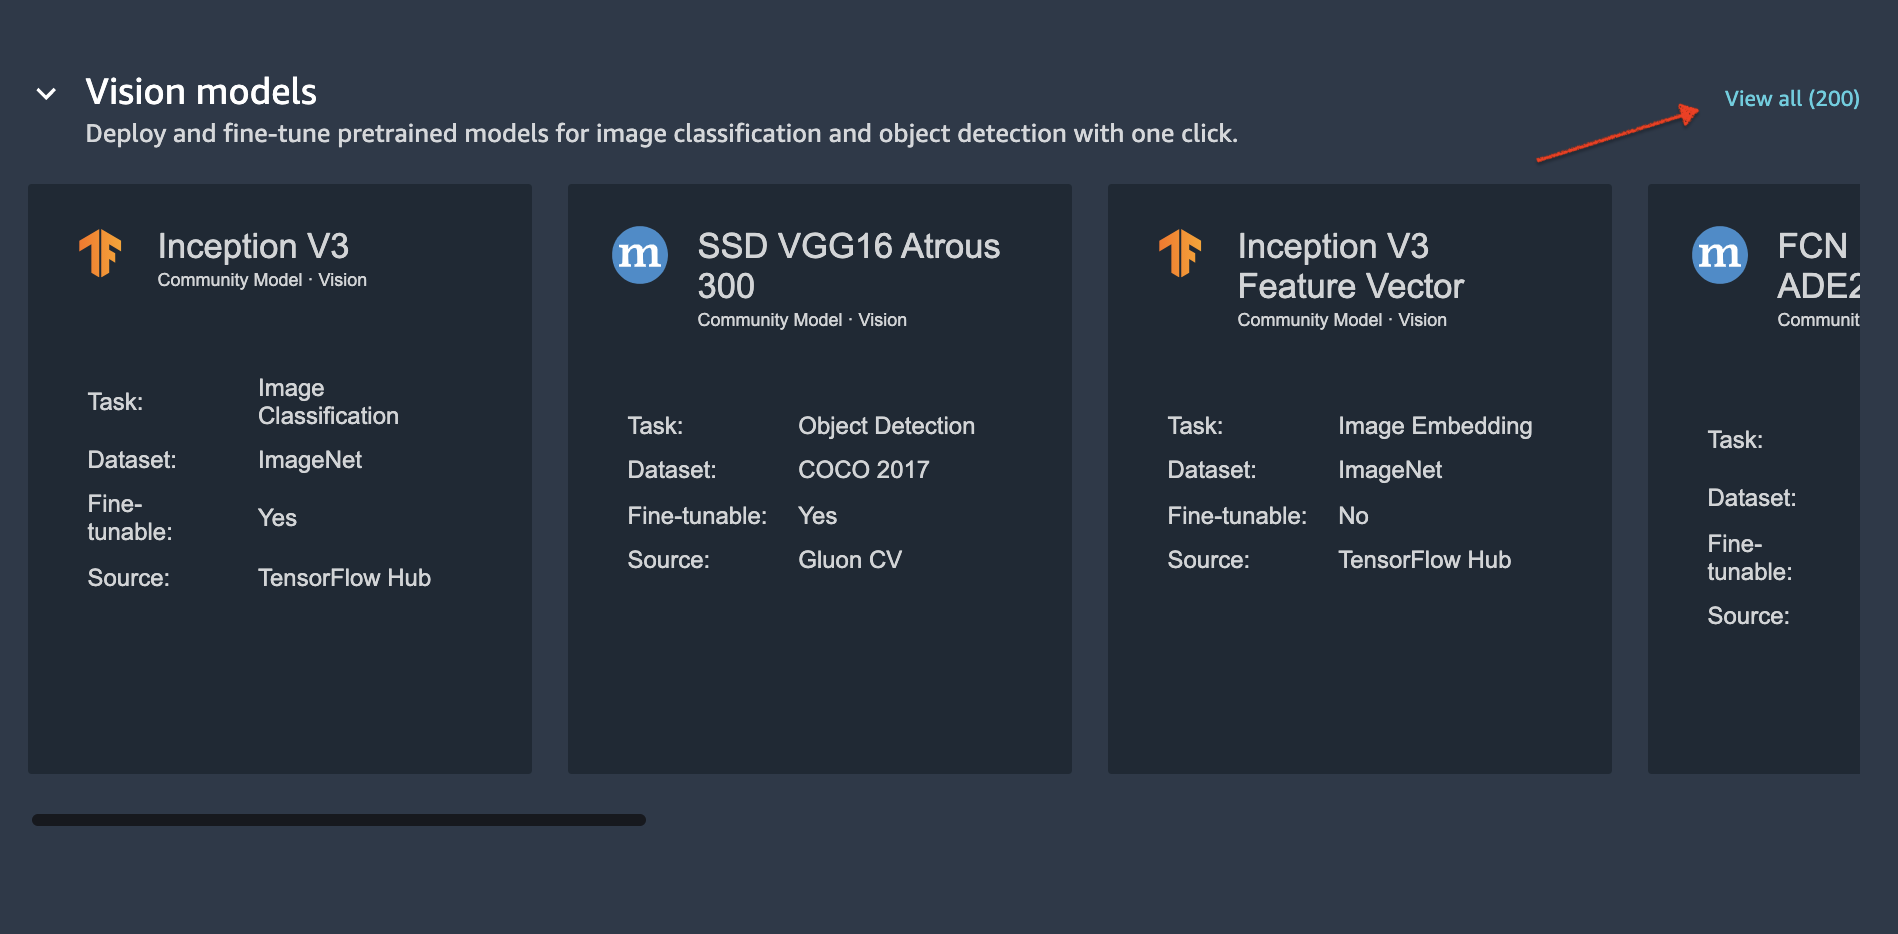 Vision models
View all (200)
Deploy and fine-tune pretrained models for image classification and object detection with one click.
Inception V3
Community Model · Vision
Task:
Image
Classification
Dataset:
ImageNet
Fine-
tunable:
Yes
Source:
TensorFlow Hub
m
SSD VGG16 Atrous
300
Community Model · Vision
Task:
Object Detection
Dataset:
COCO 2017
Fine-tunable:
Yes
Source:
Gluon CV
Inception V3
Feature Vector
Community Model · Vision
Task:
Image Embedding
Dataset:
ImageNet
Fine-tunable:
No
Source:
TensorFlow Hub
m
FCN
ADE2
Communit
Task:
Dataset:
Fine-
tunable:
Source: